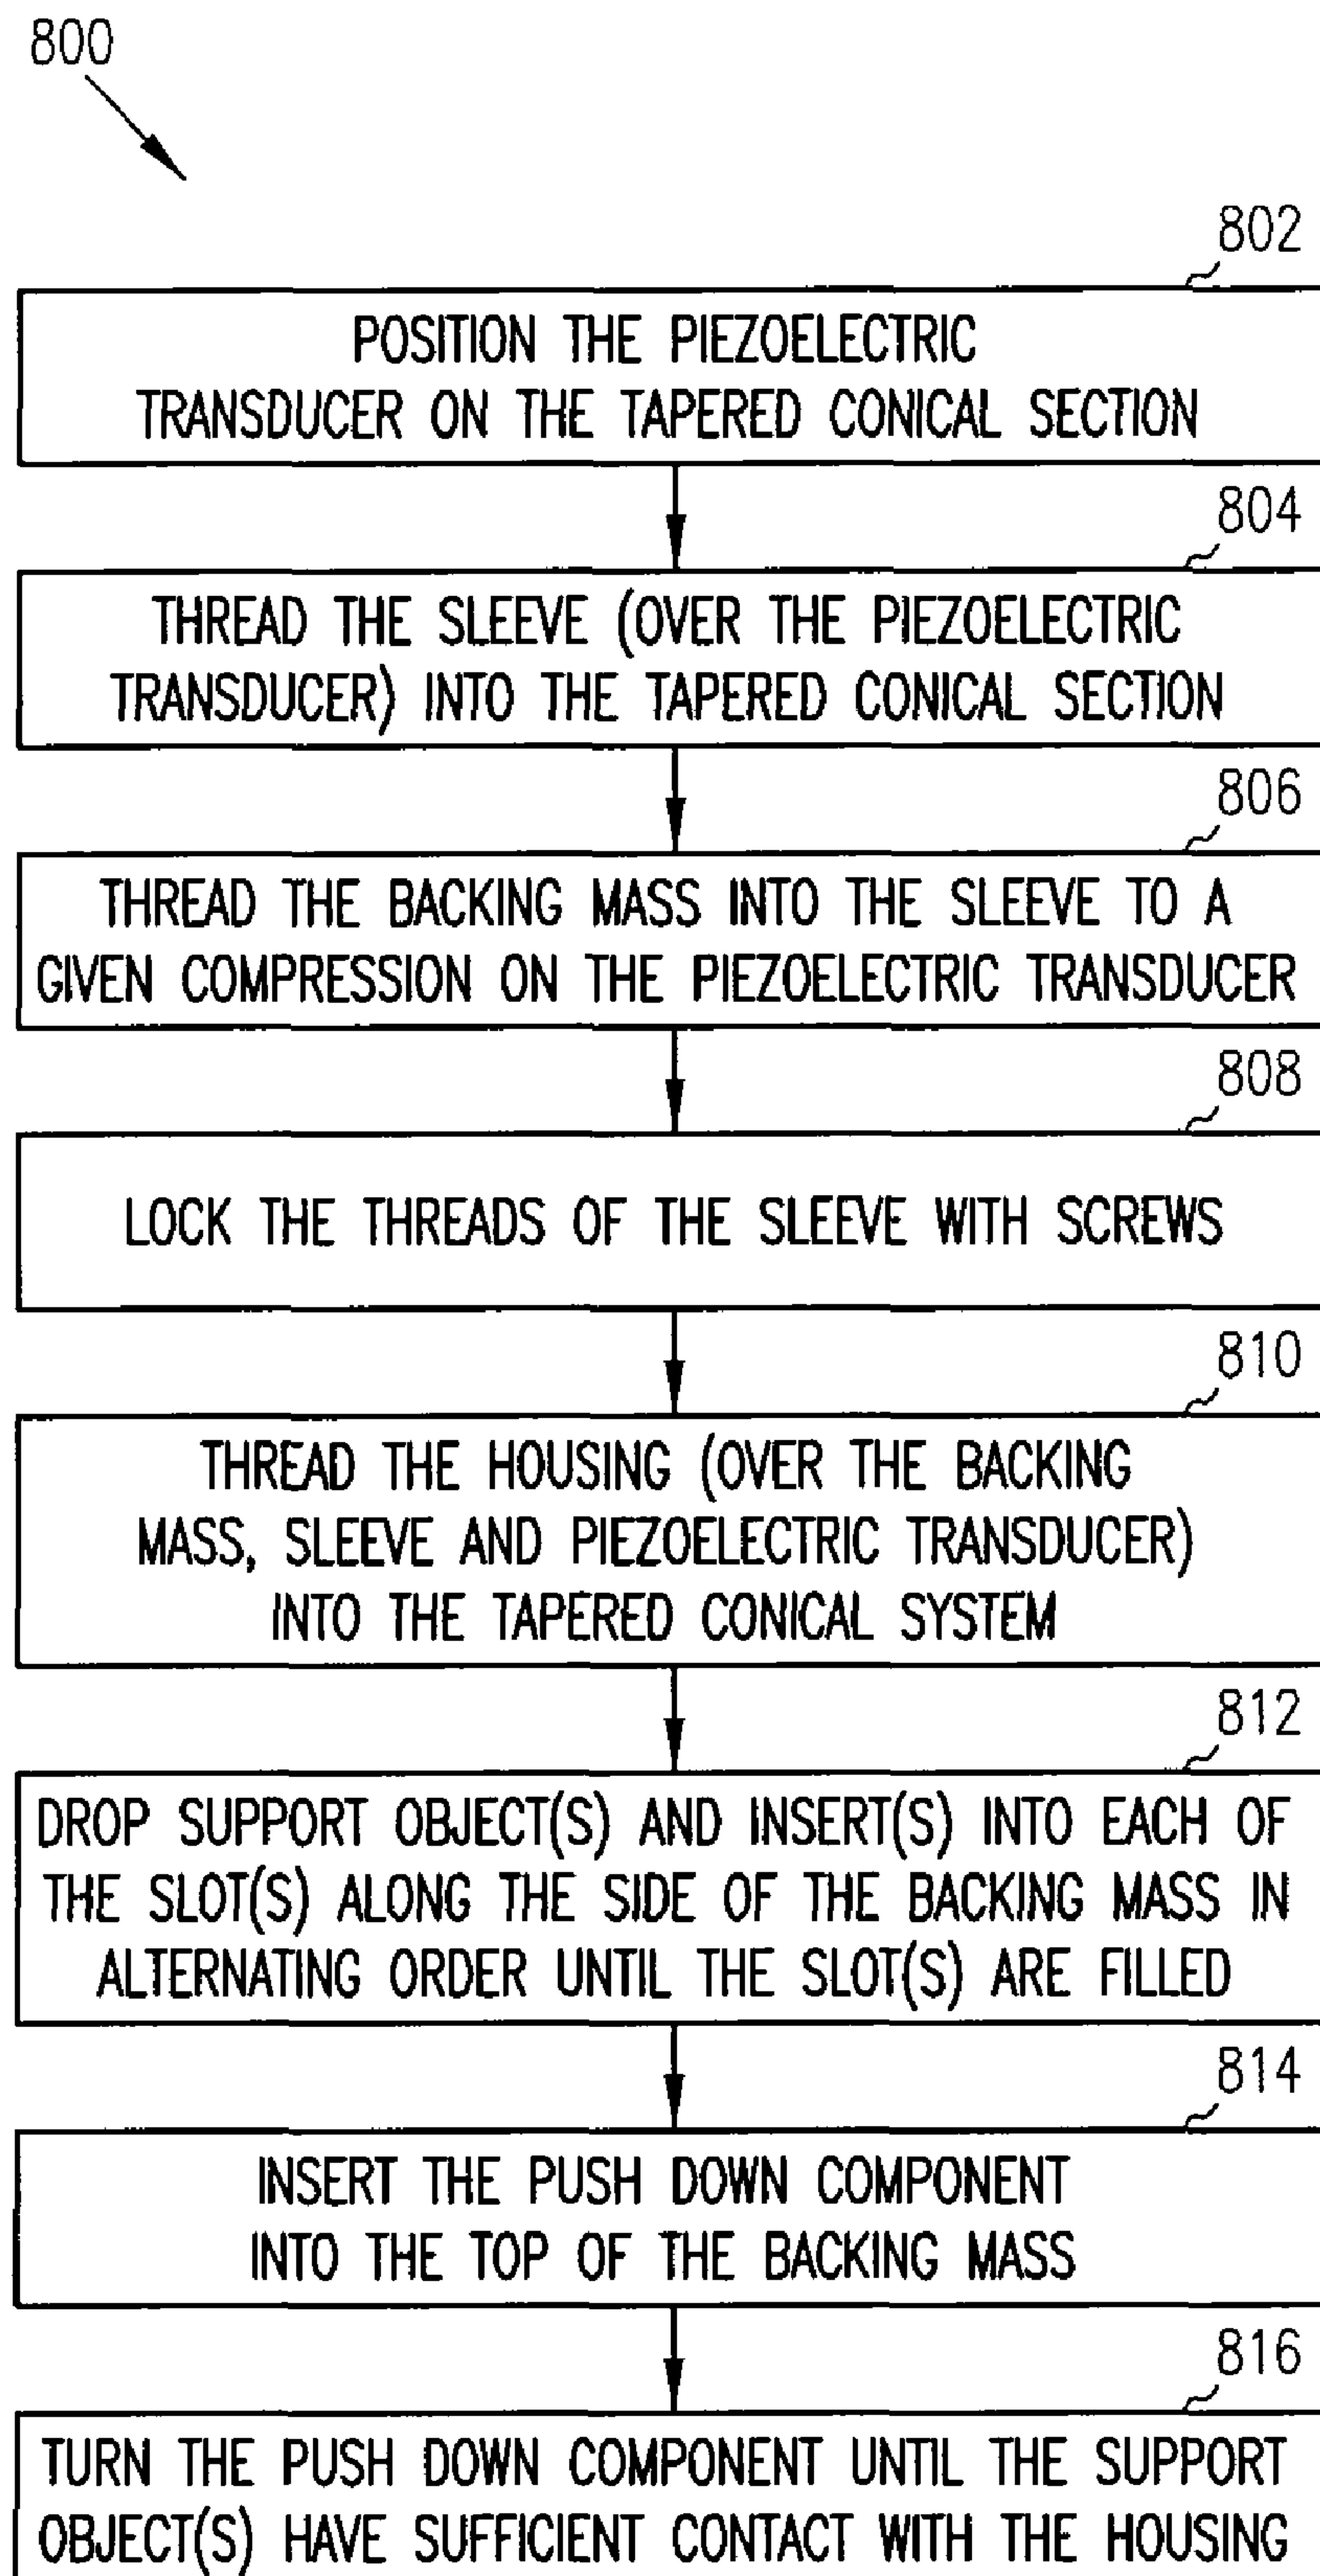 800
802
POSITION THE PIEZOELECTRIC
TRANSDUCER ON THE TAPERED CONICAL SECTION
804
THREAD THE SLEEVE (OVER THE PIEZOELECTRIC
TRANSDUCER) INTO THE TAPERED CONICAL SECTION
806
THREAD THE BACKING MASS INTO THE SLEEVE TO A
GIVEN COMPRESSION ON THE PIEZOELECTRIC TRANSDUCER
808
LOCK THE THREADS OF THE SLEEVE WITH SCREWS
810
THREAD THE HOUSING (OVER THE BACKING
MASS, SLEEVE AND PIEZOELECTRIC TRANSDUCER)
INTO THE TAPERED CONICAL SYSTEM
812
DROP SUPPORT OBJECT(S) AND INSERT(S) INTO EACH OF
THE SLOT(S) ALONG THE SIDE OF THE BACKING MASS IN
ALTERNATING ORDER UNTIL THE SLOT(S) ARE FILLED
814
INSERT THE PUSH DOWN COMPONENT
INTO THE TOP OF THE BACKING MASS
816
TURN THE PUSH DOWN COMPONENT UNTIL THE SUPPORT
OBJECT(S) HAVE SUFFICIENT CONTACT WITH THE HOUSING